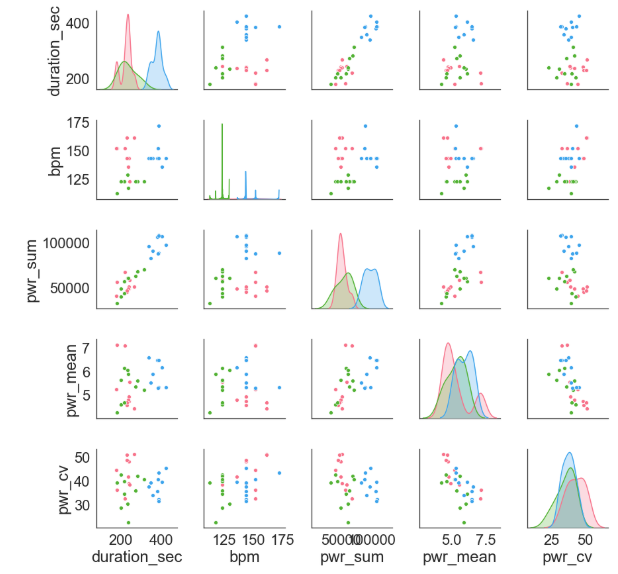 duration_sec
400
200
bpm
175
150
125
pwr_sum
100000
50000
pwr_mean
7
6
5
pwr_cv
50
40
30
200 400 125 150 175 50000 100000 5.0 7.5 25 50
duration_sec bpm pwr_sum pwr_mean pwr_cv